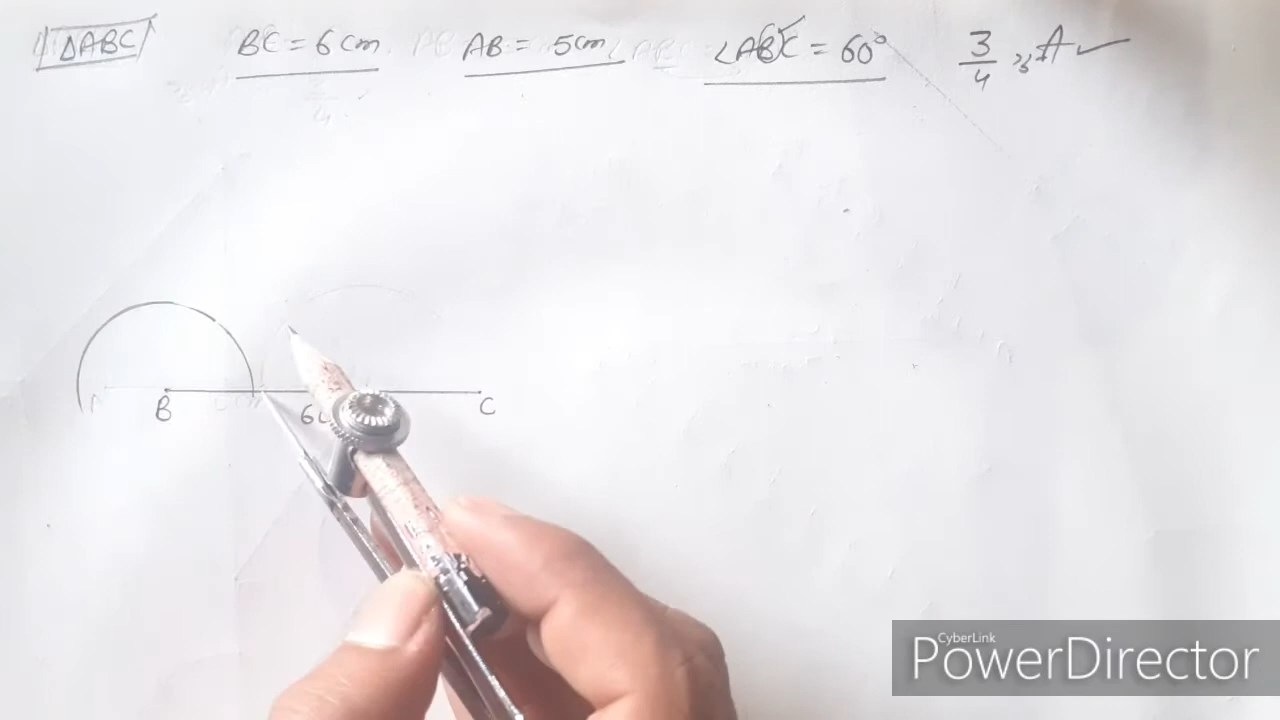 ΔABC BC = 6cm AB = 5cm ∠ABC = 60° 3/4
B C
CyberLink
PowerDirector